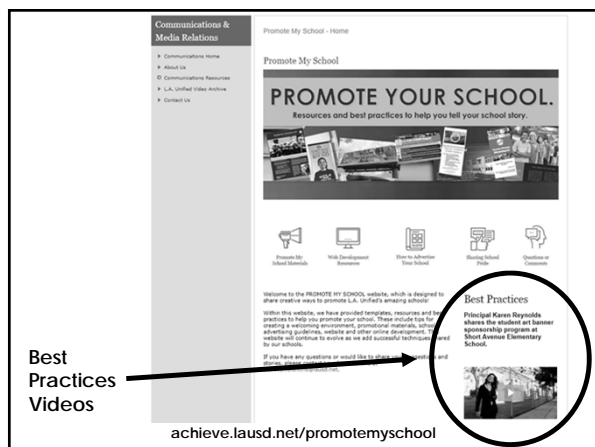 Communications &
Media Relations
Communications Home
About Us
Communications Resources
L.A. Unified Video Archive
Contact Us
Promote My School - Home
Promote My School
PROMOTE YOUR SCHOOL.
Resources and best practices to help you tell your school story.
Promote My
School Materials
Web Development
Resources
How to Advertise
Your School
Sharing School
Pride
Questions or
Comments
Welcome to the PROMOTE MY SCHOOL website, which is designed to
share creative ways to promote L.A. Unified's amazing schools!
Within this website, we have provided templates, resources and best
practices to help you promote your school. These include tips for
creating a welcoming environment, promotional materials,
advertising guidelines, website and other online development.
website will continue to evolve as we add successful techniques
by our schools.
If you have any questions or would like to share and
stories, please
Best Practices
Principal Karen Reynolds
shares the student art banner
sponsorship program at
Short Avenue Elementary
School.
Best
Practices
Videos
achieve.lausd.net/promotemyschool